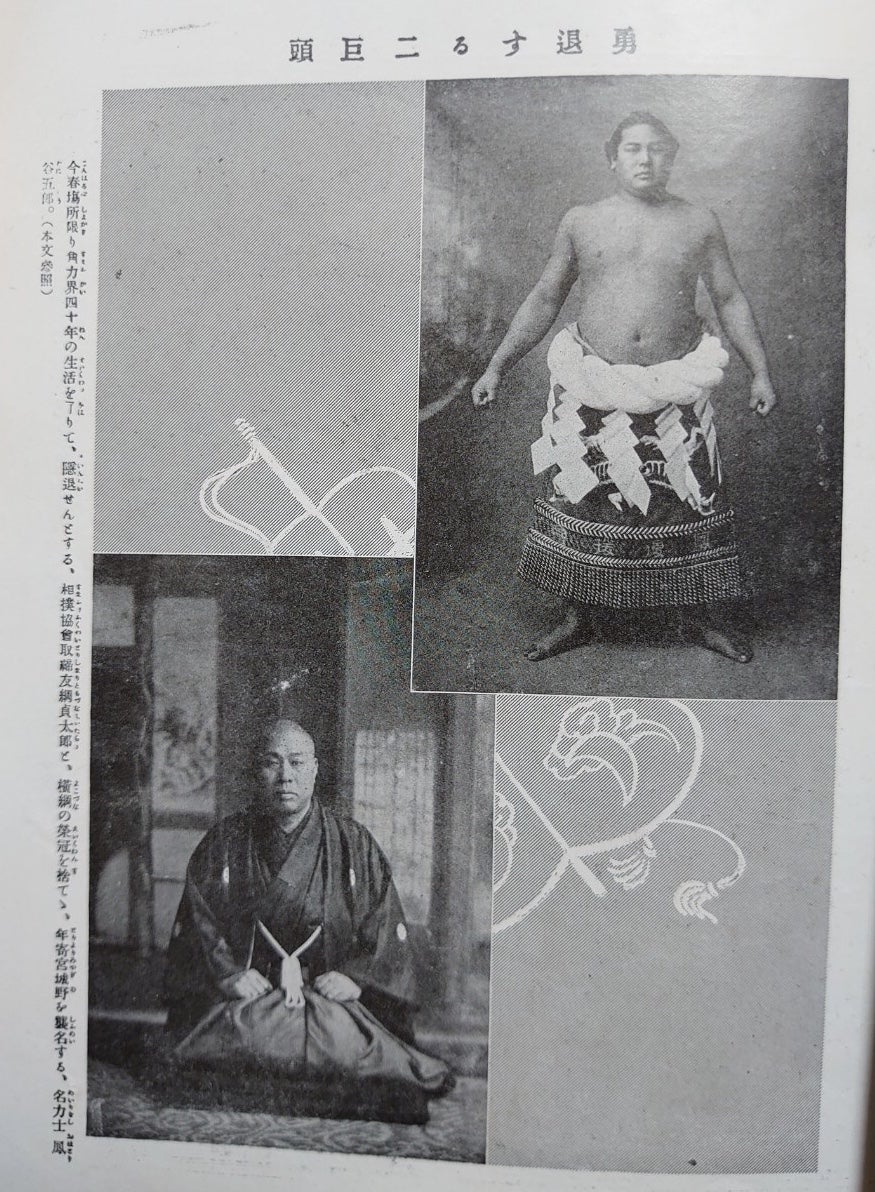 勇退する二巨頭
今春塲所限り角力界四十年の生活を了りて、隱退せんとする、相撲協會取締友綱貞太郎と、橫綱の榮冠を捨てゝ、年寄宮城野を襲名する、名力士 鳳
谷五郎。(本文參照)